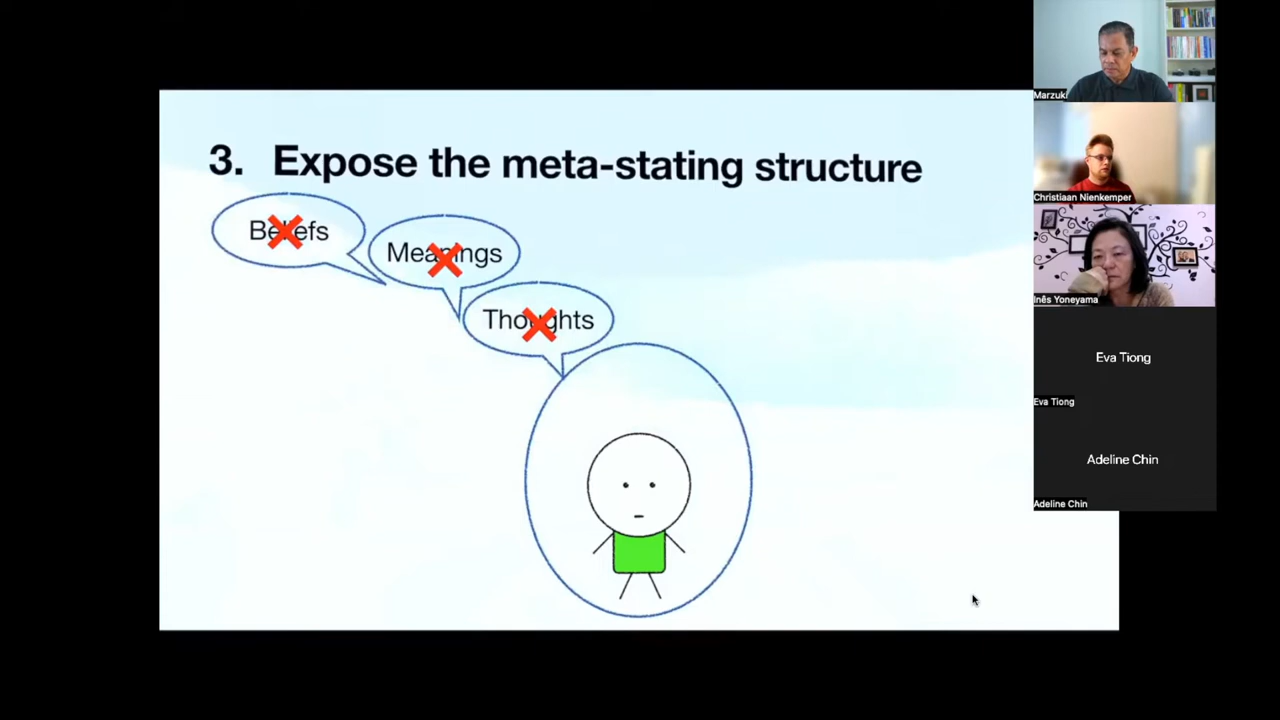 3. Expose the meta-stating structure
Beliefs
Meanings
Thoughts
Marzuki
Christiaan Nienkemper
Inês Yoneyama
Eva Tiong
Eva Tiong
Adeline Chin
Adeline Chin